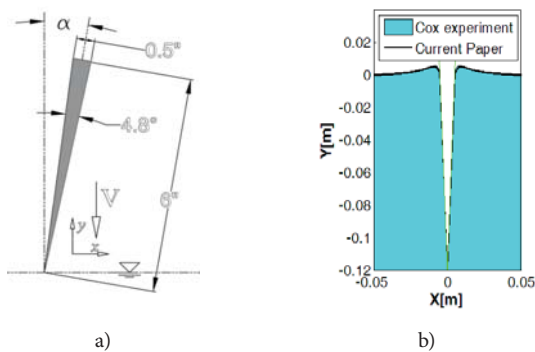 α
0.5"
4.8°
V
6"
y
x
a)
Cox experiment
Current Paper
0.02
0
-0.02
-0.04
-0.06
-0.08
-0.1
-0.12
Y[m]
-0.05
0
0.05
X[m]
b)